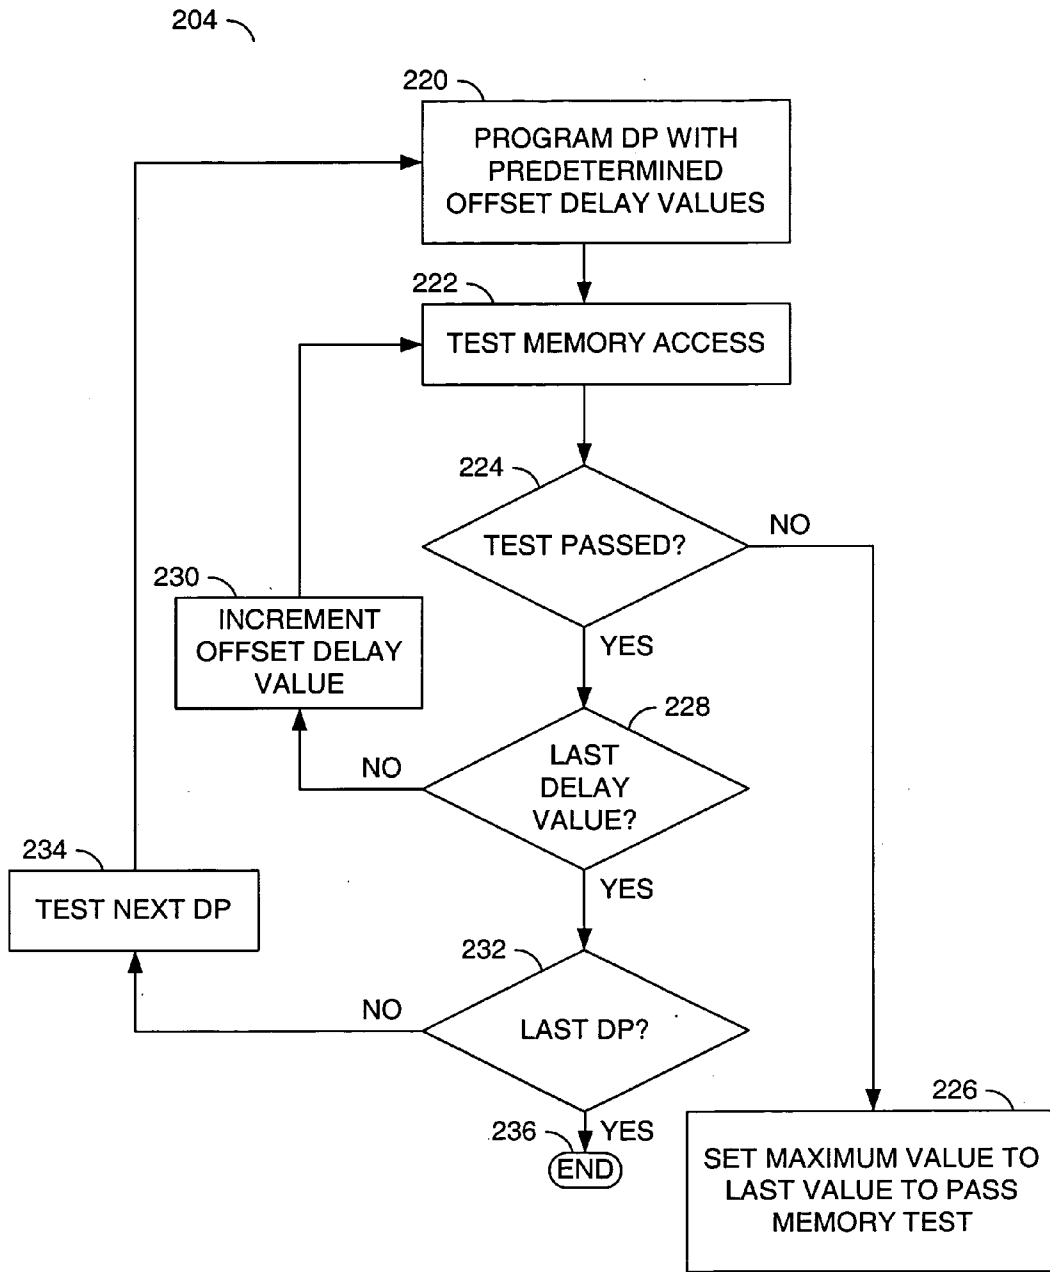 204
220
PROGRAM DP WITH
PREDETERMINED
OFFSET DELAY VALUES
222
TEST MEMORY ACCESS
224
TEST PASSED?
NO
YES
230
INCREMENT
OFFSET DELAY
VALUE
228
LAST
DELAY
VALUE?
NO
YES
234
TEST NEXT DP
232
LAST DP?
NO
YES
236
END
226
SET MAXIMUM VALUE TO
LAST VALUE TO PASS
MEMORY TEST